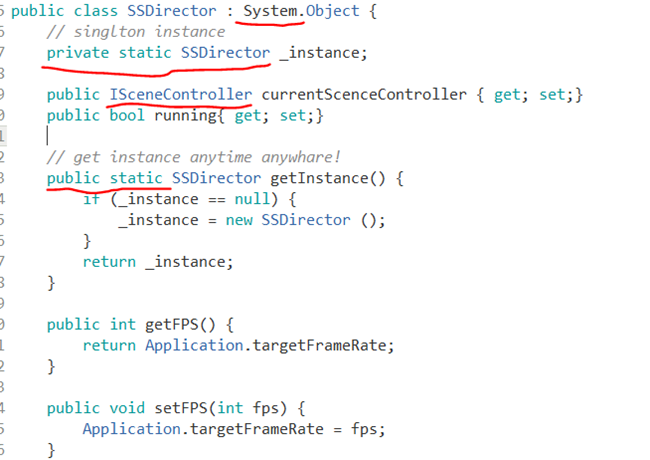 5 public class SSDirector : System.Object {
6 // singlton instance
7 private static SSDirector _instance;
8
9 public ISceneController currentScenceController { get; set;}
0 public bool running{ get; set;}
1
2 // get instance anytime anywhare!
3 public static SSDirector getInstance() {
4 if (_instance == null) {
5 _instance = new SSDirector ();
6 }
7 return _instance;
8 }
9
0 public int getFPS() {
1 return Application.targetFrameRate;
2 }
3
4 public void setFPS(int fps) {
5 Application.targetFrameRate = fps;
6 }